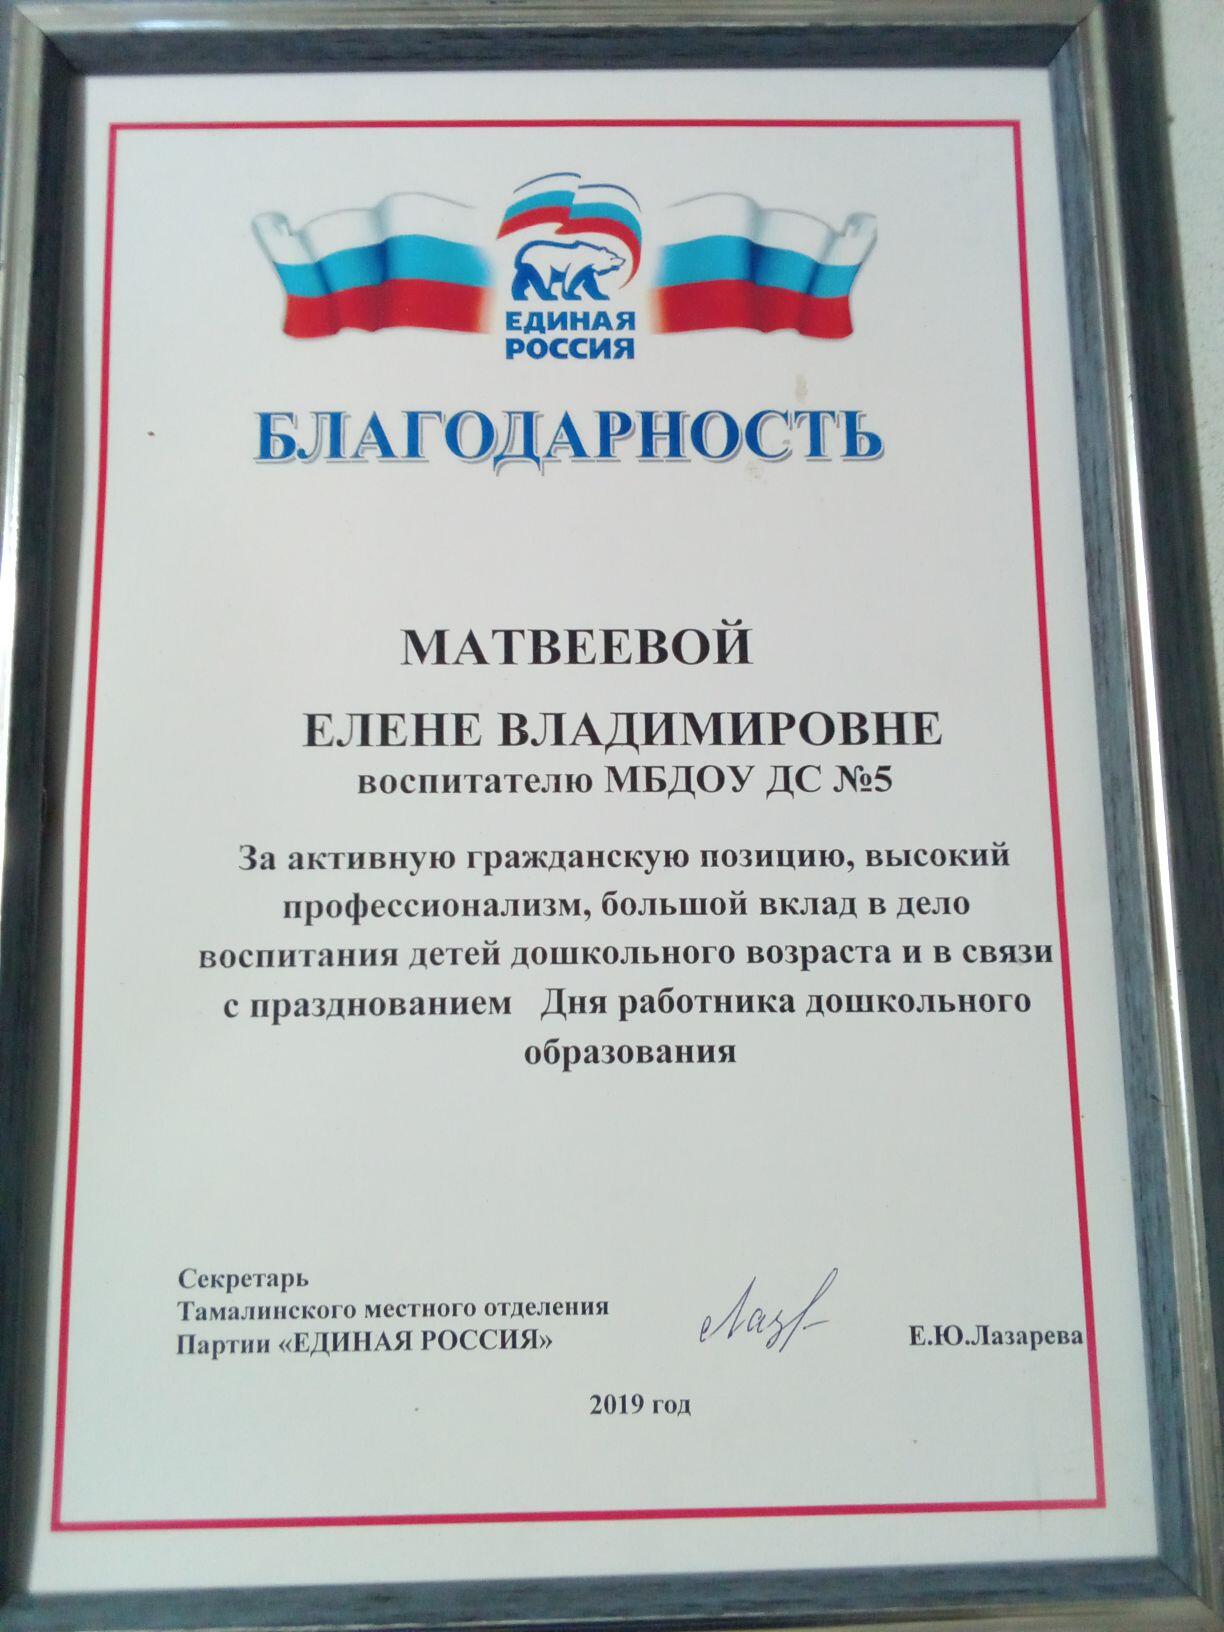 ЕДИНАЯ
РОССИЯ
БЛАГОДАРНОСТЬ
МАТВЕЕВОЙ
ЕЛЕНЕ ВЛАДИМИРОВНЕ
воспитателю МБДОУ ДС №5
За активную гражданскую позицию, высокий
профессионализм, большой вклад в дело
воспитания детей дошкольного возраста и в связи
с празднованием Дня работника дошкольного
образования
Секретарь
Тамалинского местного отделения
Партии «ЕДИНАЯ РОССИЯ»
Е.Ю.Лазарева
2019 год